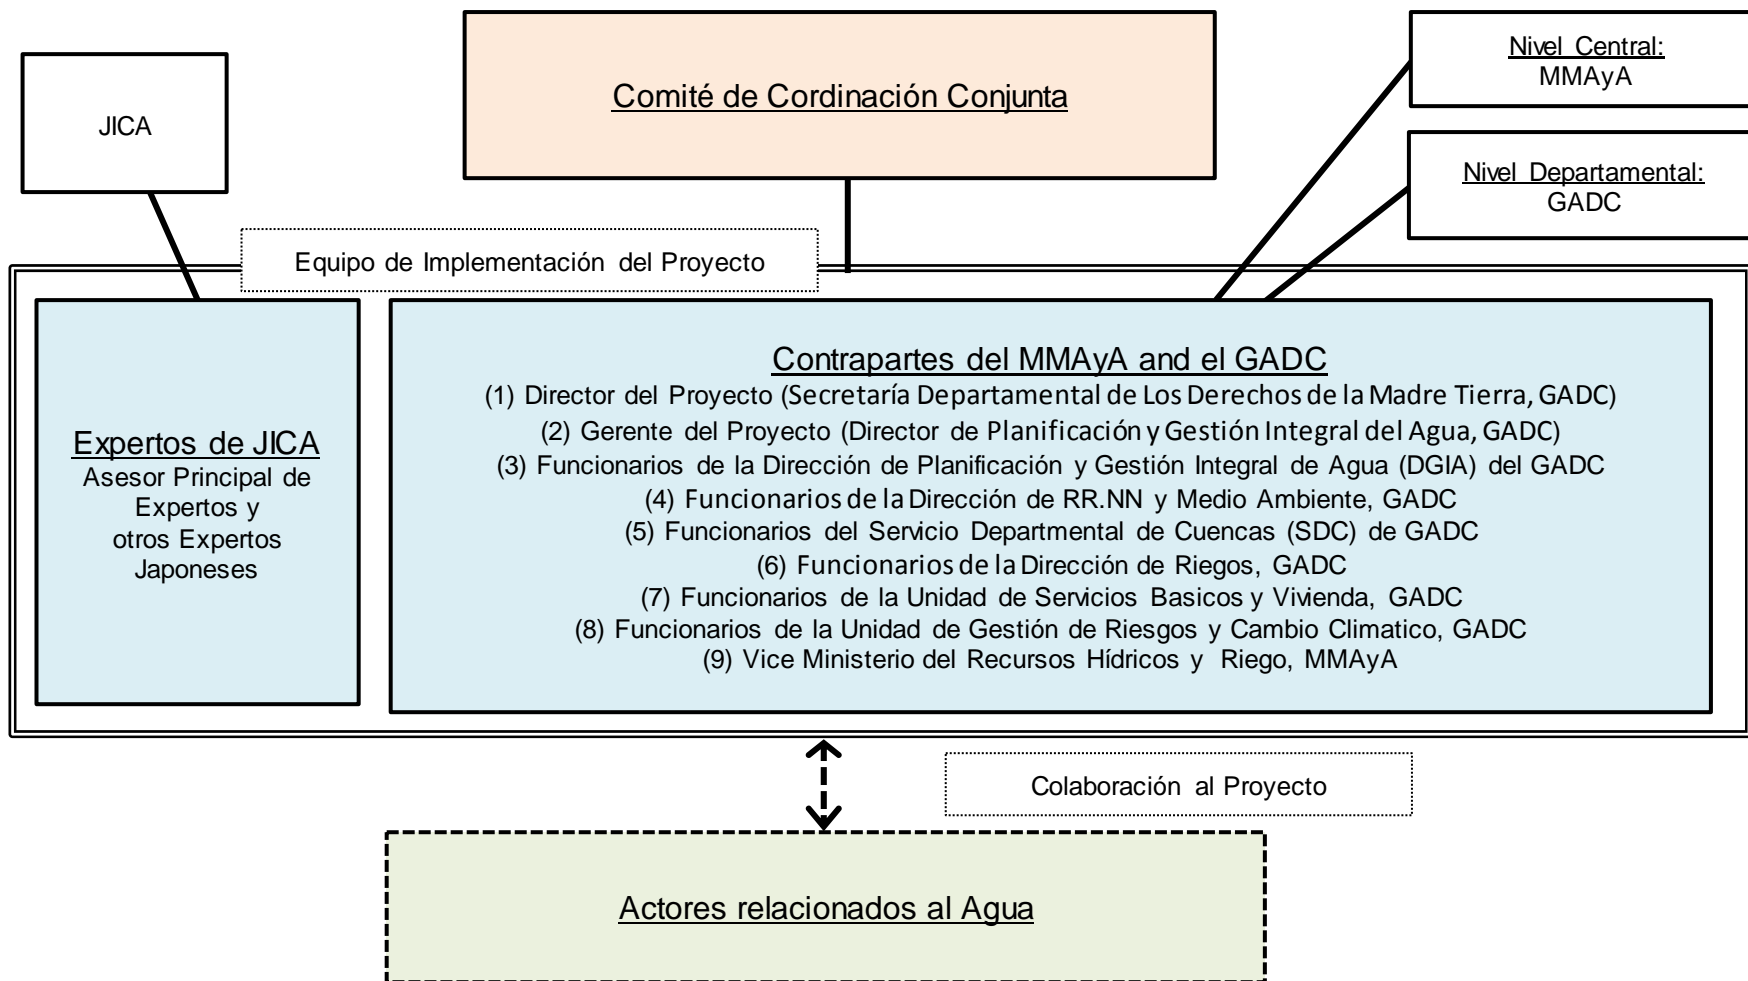 JICA
Comité de Cordinación Conjunta
Nivel Central:
MMAyA
Nivel Departamental:
GADC
Equipo de Implementación del Proyecto
Expertos de JICA
Asesor Principal de
Expertos y
otros Expertos
Japoneses
Contrapartes del MMAyA and el GADC
(1) Director del Proyecto (Secretaría Departamental de Los Derechos de la Madre Tierra, GADC)
(2) Gerente del Proyecto (Director de Planificación y Gestión Integral del Agua, GADC)
(3) Funcionarios de la Dirección de Planificación y Gestión Integral de Agua (DGIA) del GADC
(4) Funcionarios de la Dirección de RR.NN y Medio Ambiente, GADC
(5) Funcionarios del Servicio Departmental de Cuencas (SDC) de GADC
(6) Funcionarios de la Dirección de Riegos, GADC
(7) Funcionarios de la Unidad de Servicios Basicos y Vivienda, GADC
(8) Funcionarios de la Unidad de Gestión de Riesgos y Cambio Climatico, GADC
(9) Vice Ministerio del Recursos Hídricos y Riego, MMAyA
Colaboración al Proyecto
Actores relacionados al Agua